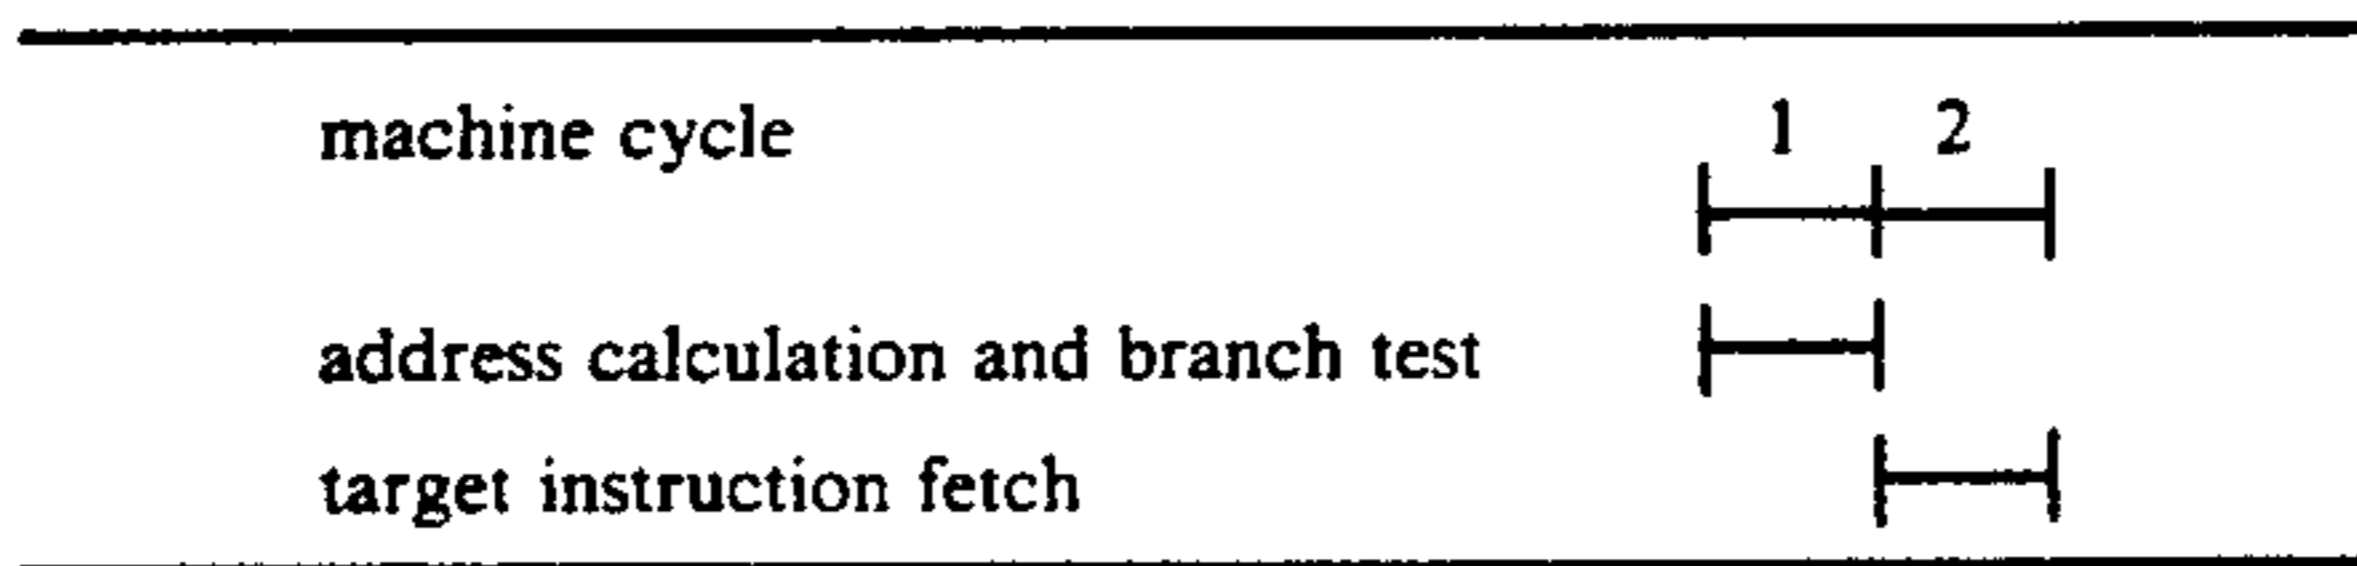 machine cycle 1 2
address calculation and branch test
target instruction fetch